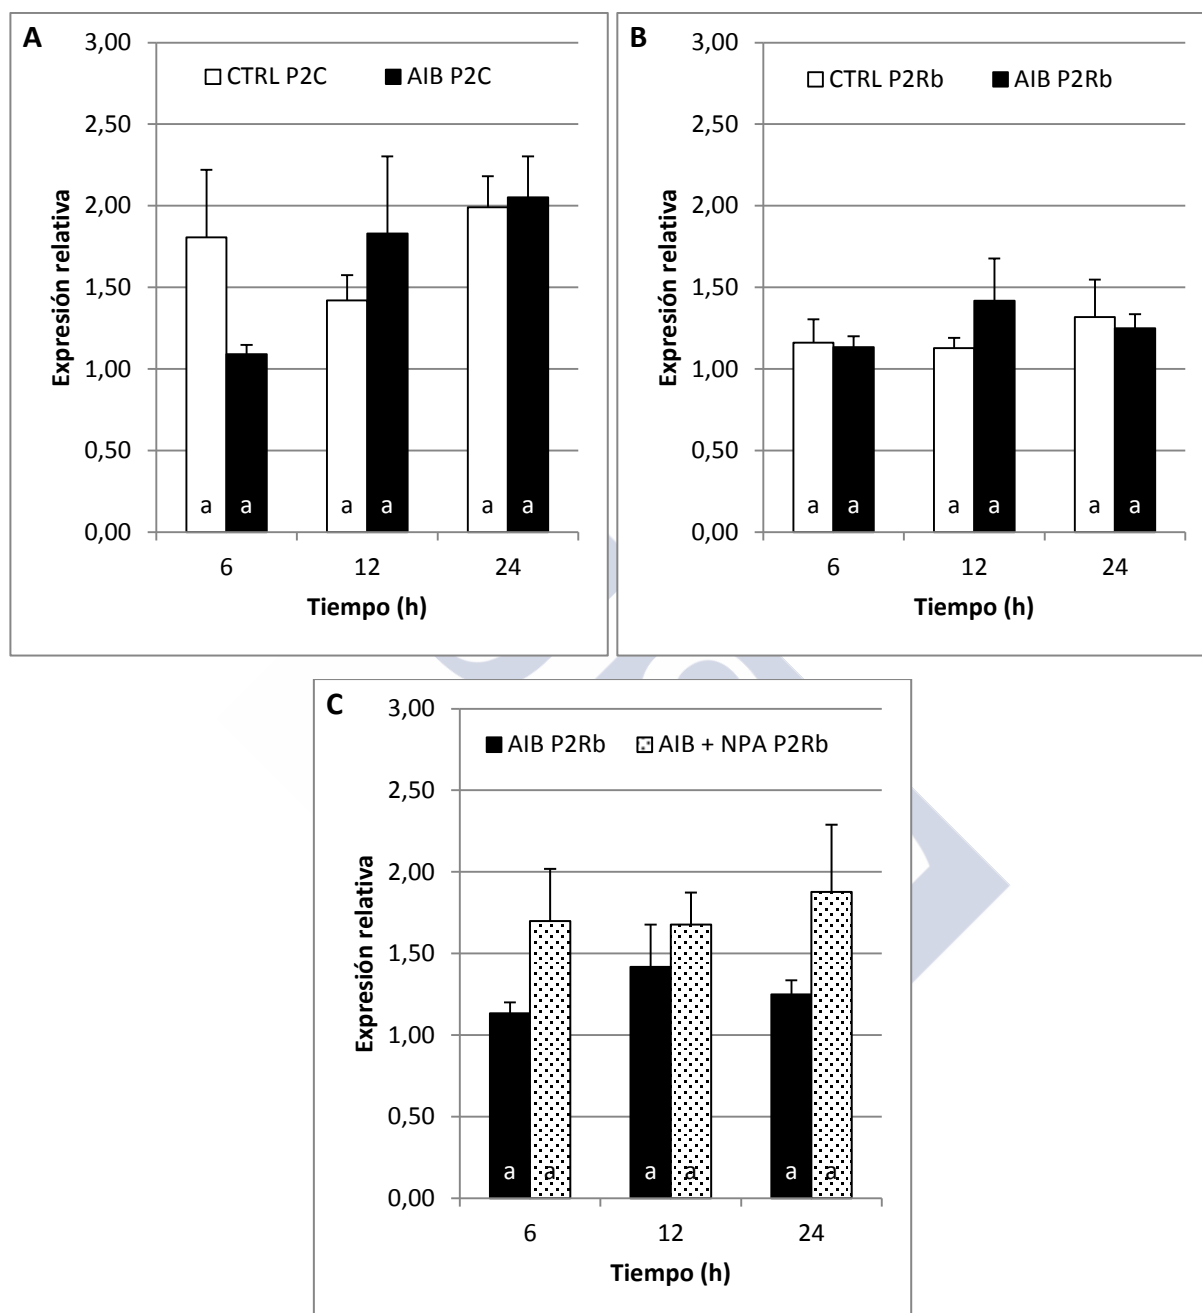 A
CTRL P2C AIB P2C
Expresión relativa
3,00
2,50
2,00
1,50
1,00
0,50
0,00
a a a a a a
6 12 24
Tiempo (h)
B
CTRL P2Rb AIB P2Rb
Expresión relativa
3,00
2,50
2,00
1,50
1,00
0,50
0,00
a a a a a a
6 12 24
Tiempo (h)
C
AIB P2Rb AIB + NPA P2Rb
Expresión relativa
3,00
2,50
2,00
1,50
1,00
0,50
0,00
a a a a a a
6 12 24
Tiempo (h)